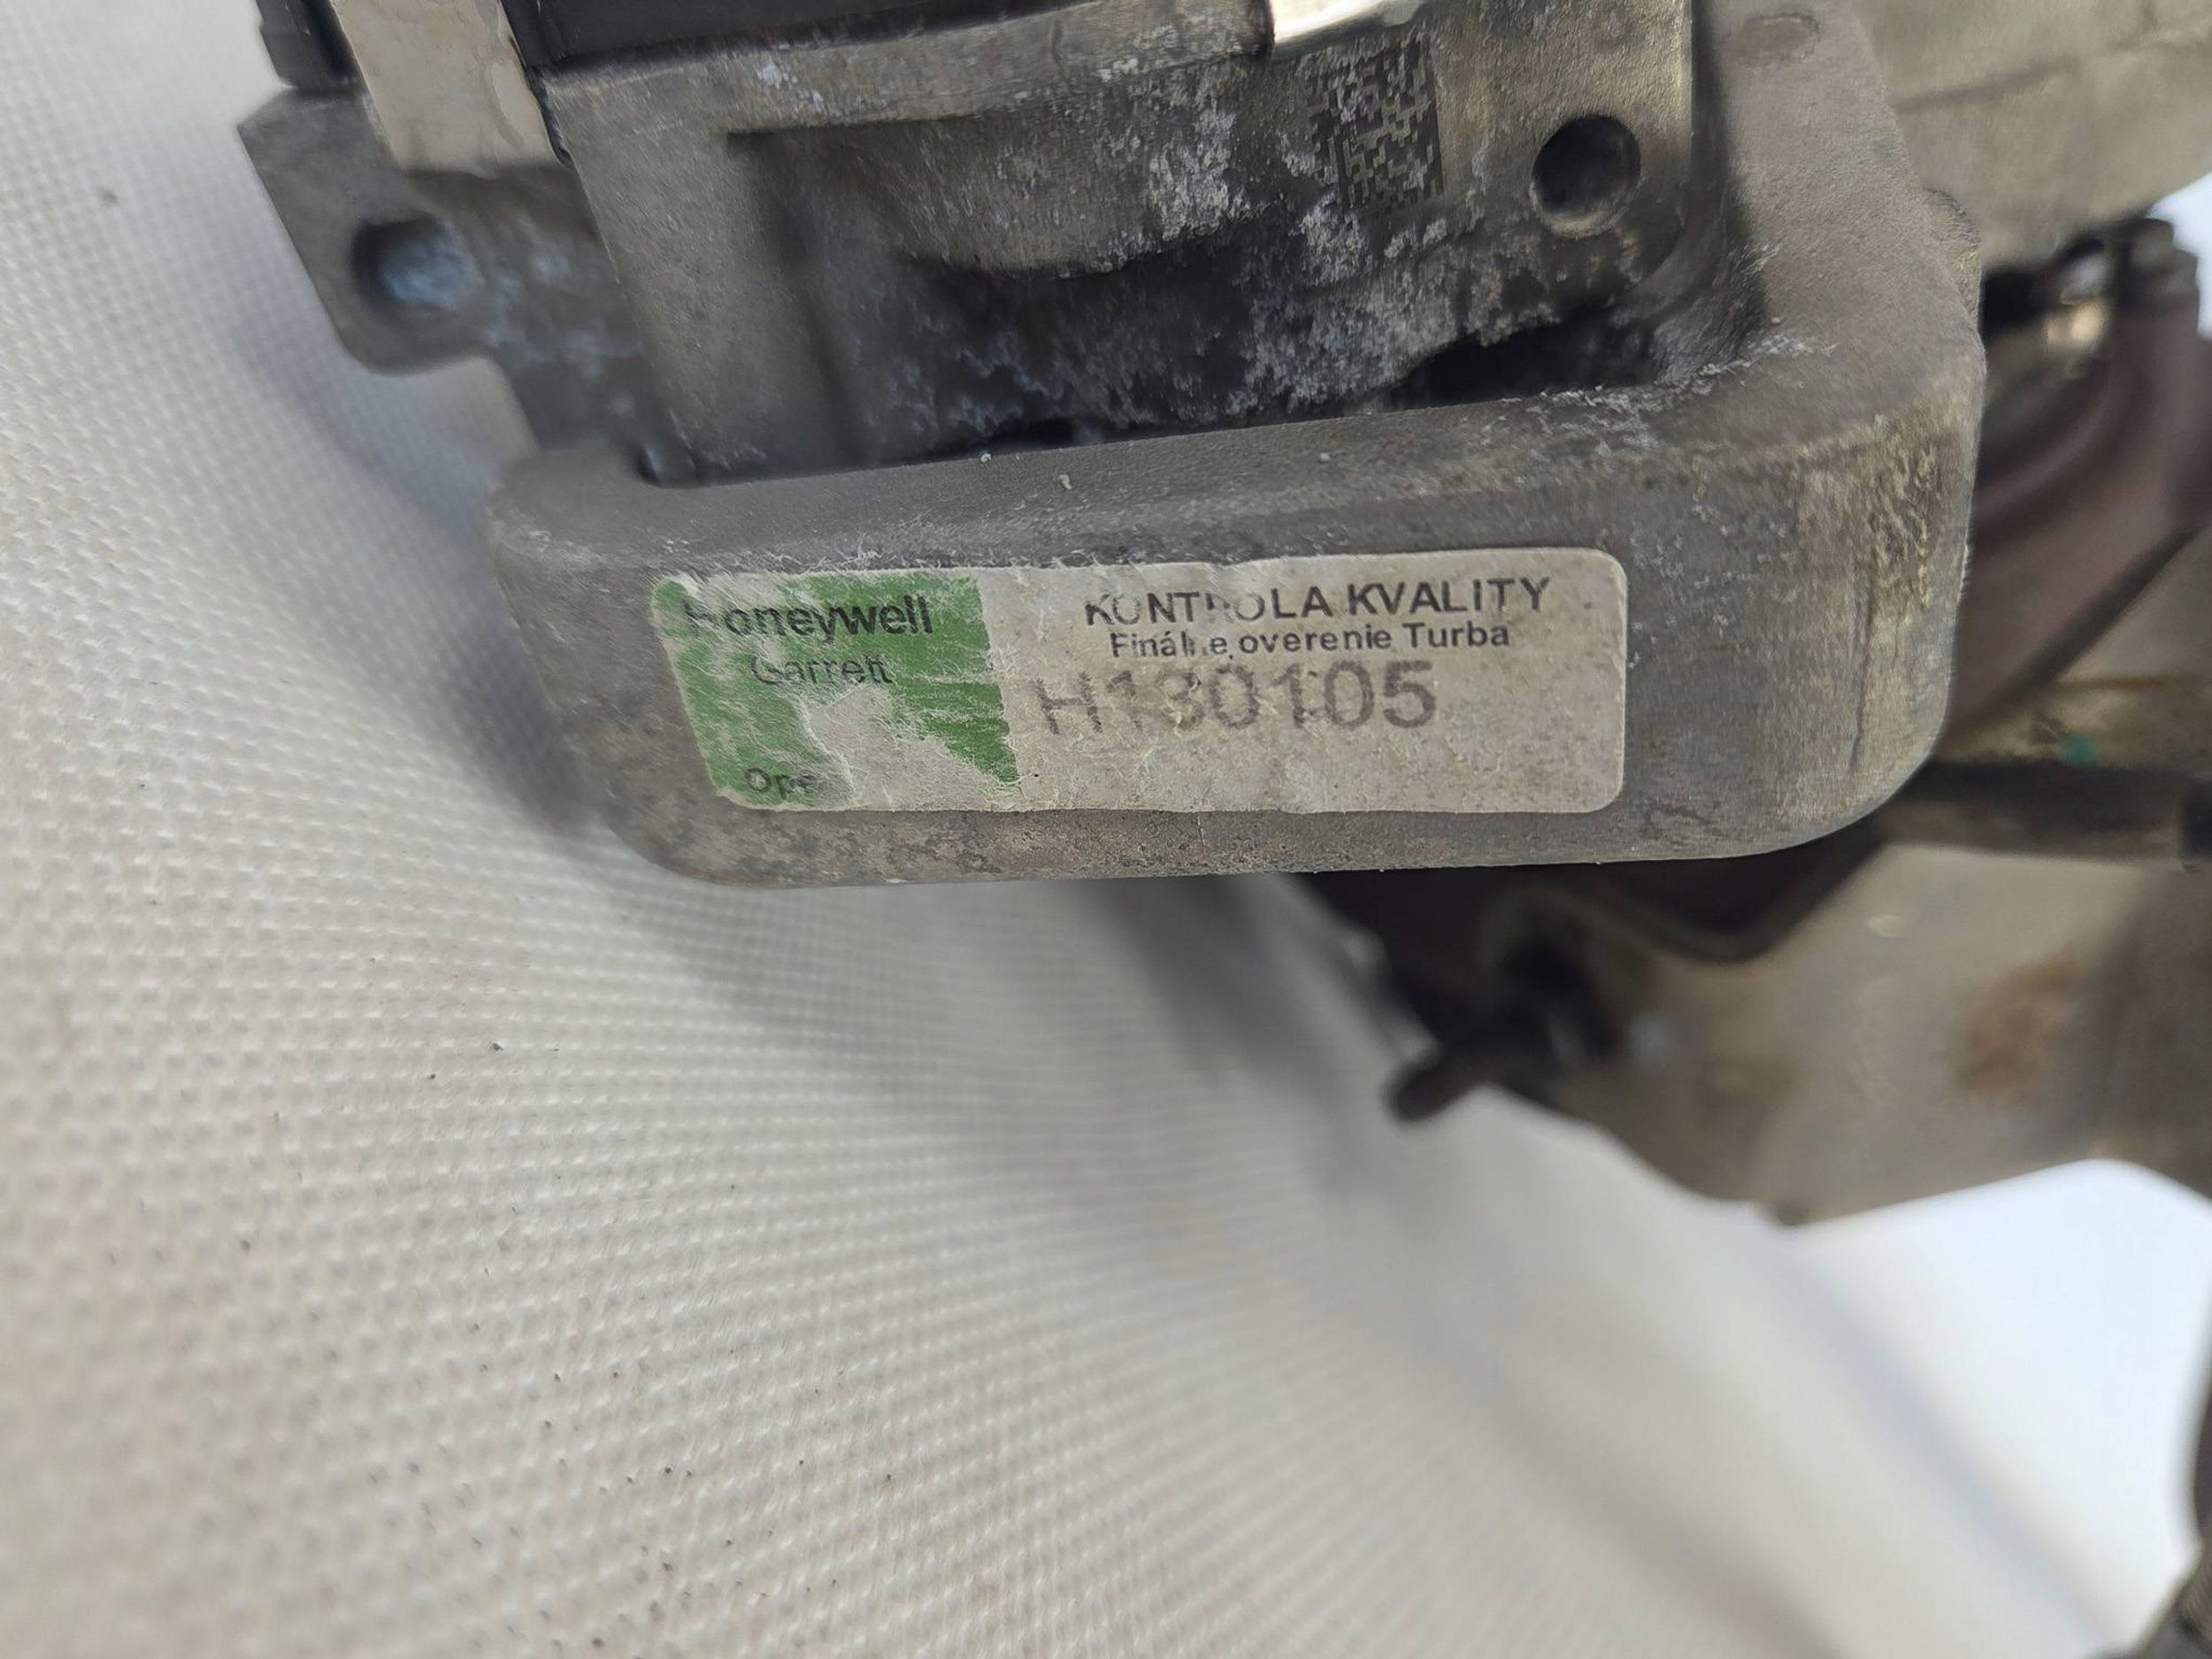 Honeywell
Garrett
KONTROLA KVALITY
Finálne overenie Turba
H130105